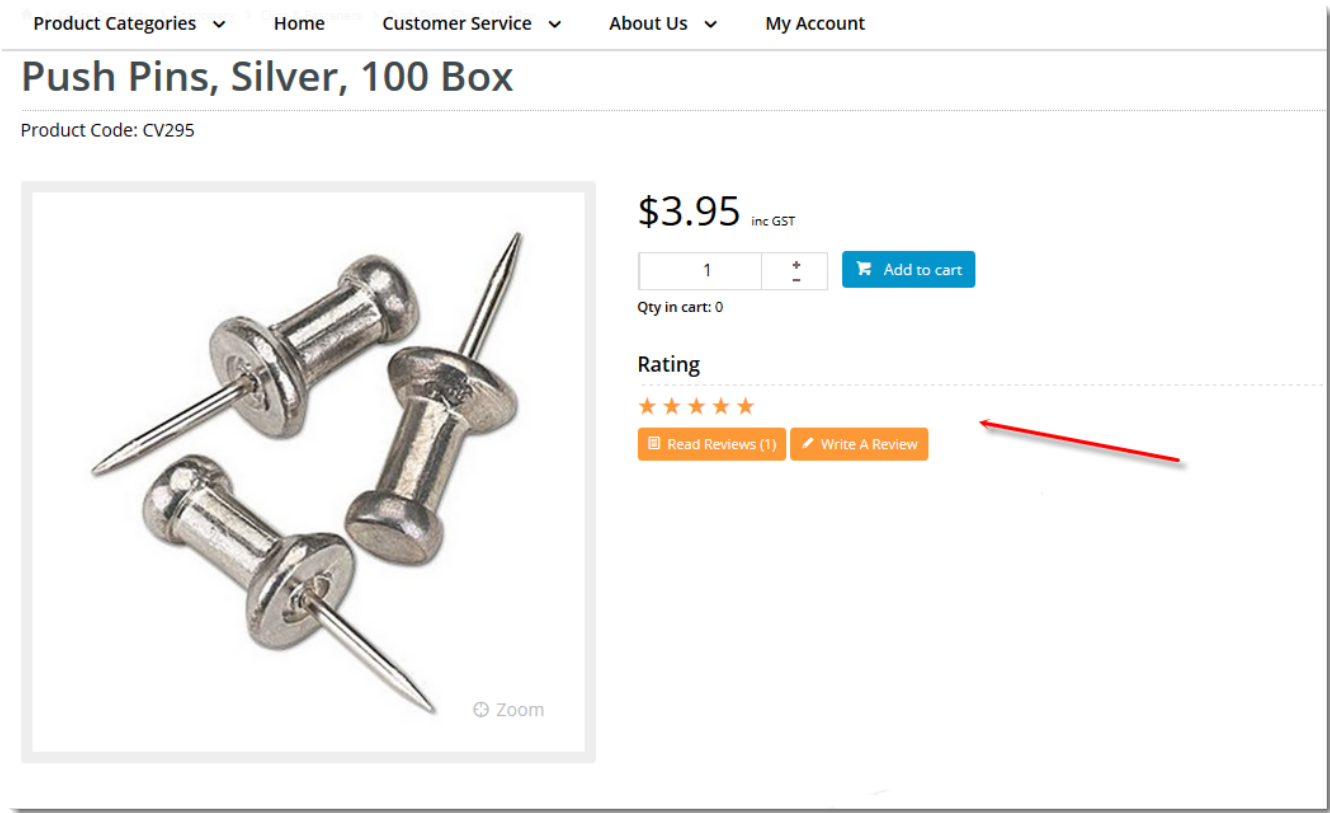 Product Categories Home Customer Service About Us My Account
Push Pins, Silver, 100 Box
Product Code: CV295
$3.95 inc GST
1 + -
Add to cart
Qty in cart: 0
Rating
Read Reviews (1) Write A Review
Zoom